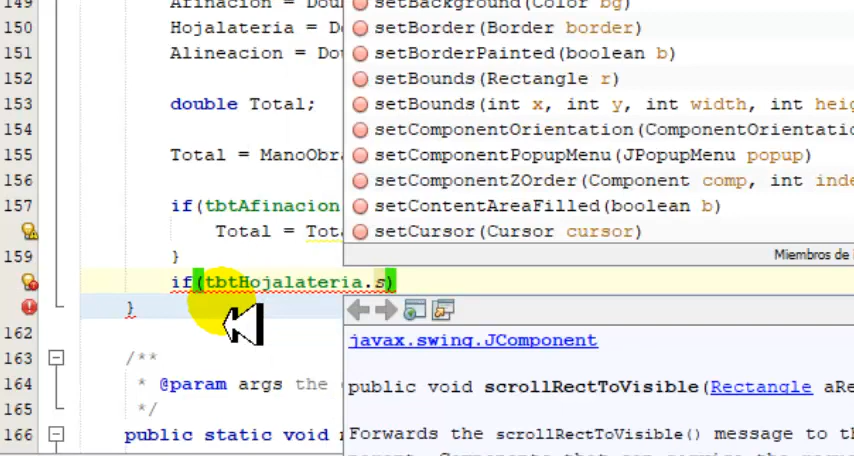 149 Afinacion = Doub
150 Hojalateria = Do
151 Alineacion = Dou
152
153 double Total;
154
155 Total = ManoObra
156
157 if(tbtAfinacion
Total = Tota
159 }
if(tbtHojalateria.s)
}
162
163 /**
164 * @param args the
165 */
166 public static void
setBackground(Color bg)
setBorder(Border border)
setBorderPainted(boolean b)
setBounds(Rectangle r)
setBounds(int x, int y, int width, int heig
setComponentOrientation(ComponentOrientatio
setComponentPopupMenu(JPopupMenu popup)
setComponentZOrder(Component comp, int inde
setContentAreaFilled(boolean b)
setCursor(Cursor cursor)
Miembros de
javax.swing.JComponent
public void scrollRectToVisible(Rectangle aRe
Forwards the scrollRectToVisible() message to th